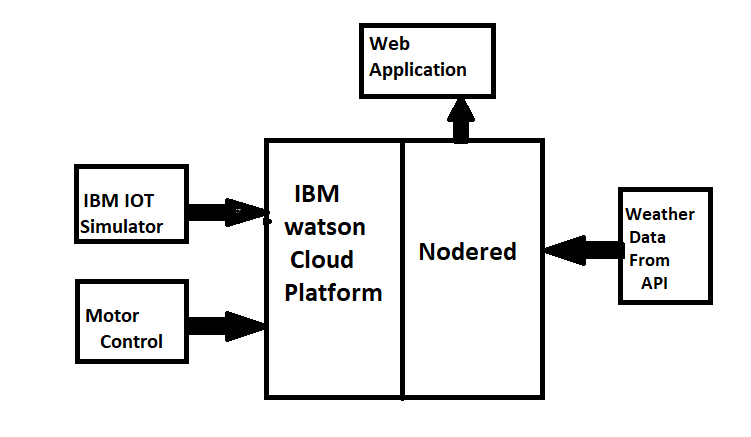 Web
Application
IBM IOT
Simulator
Motor
Control
IBM
watson
Cloud
Platform
Nodered
Weather
Data
From
API